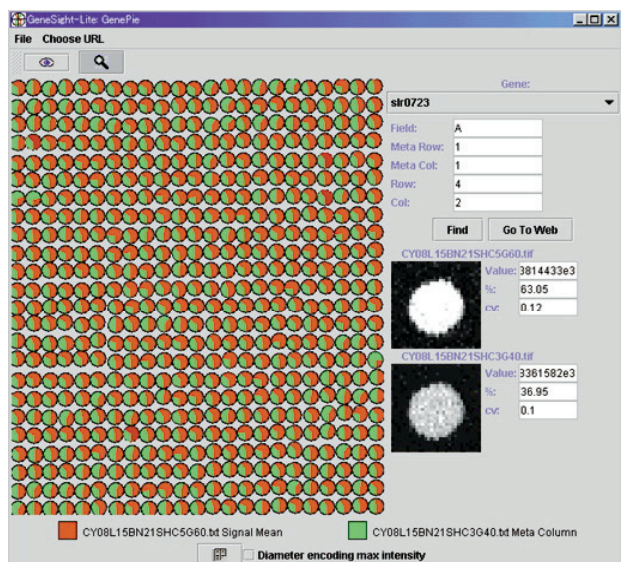 GeneSight-Lite: GenePie
File Choose URL
Gene:
slr0723
Field: A
Meta Row: 1
Meta Col: 1
Row: 4
Col: 2
Find Go To Web
CY08L15BN21SHC5G60.tif
Value: 3814433e3
%: 63.05
cv: 0.12
CY08L15BN21SHC3G40.tif
Value: 3361582e3
%: 36.95
cv: 0.1
CY08L15BN21SHC5G60.txt Signal Mean CY08L15BN21SHC3G40.txt Meta Column
Diameter encoding max intensity